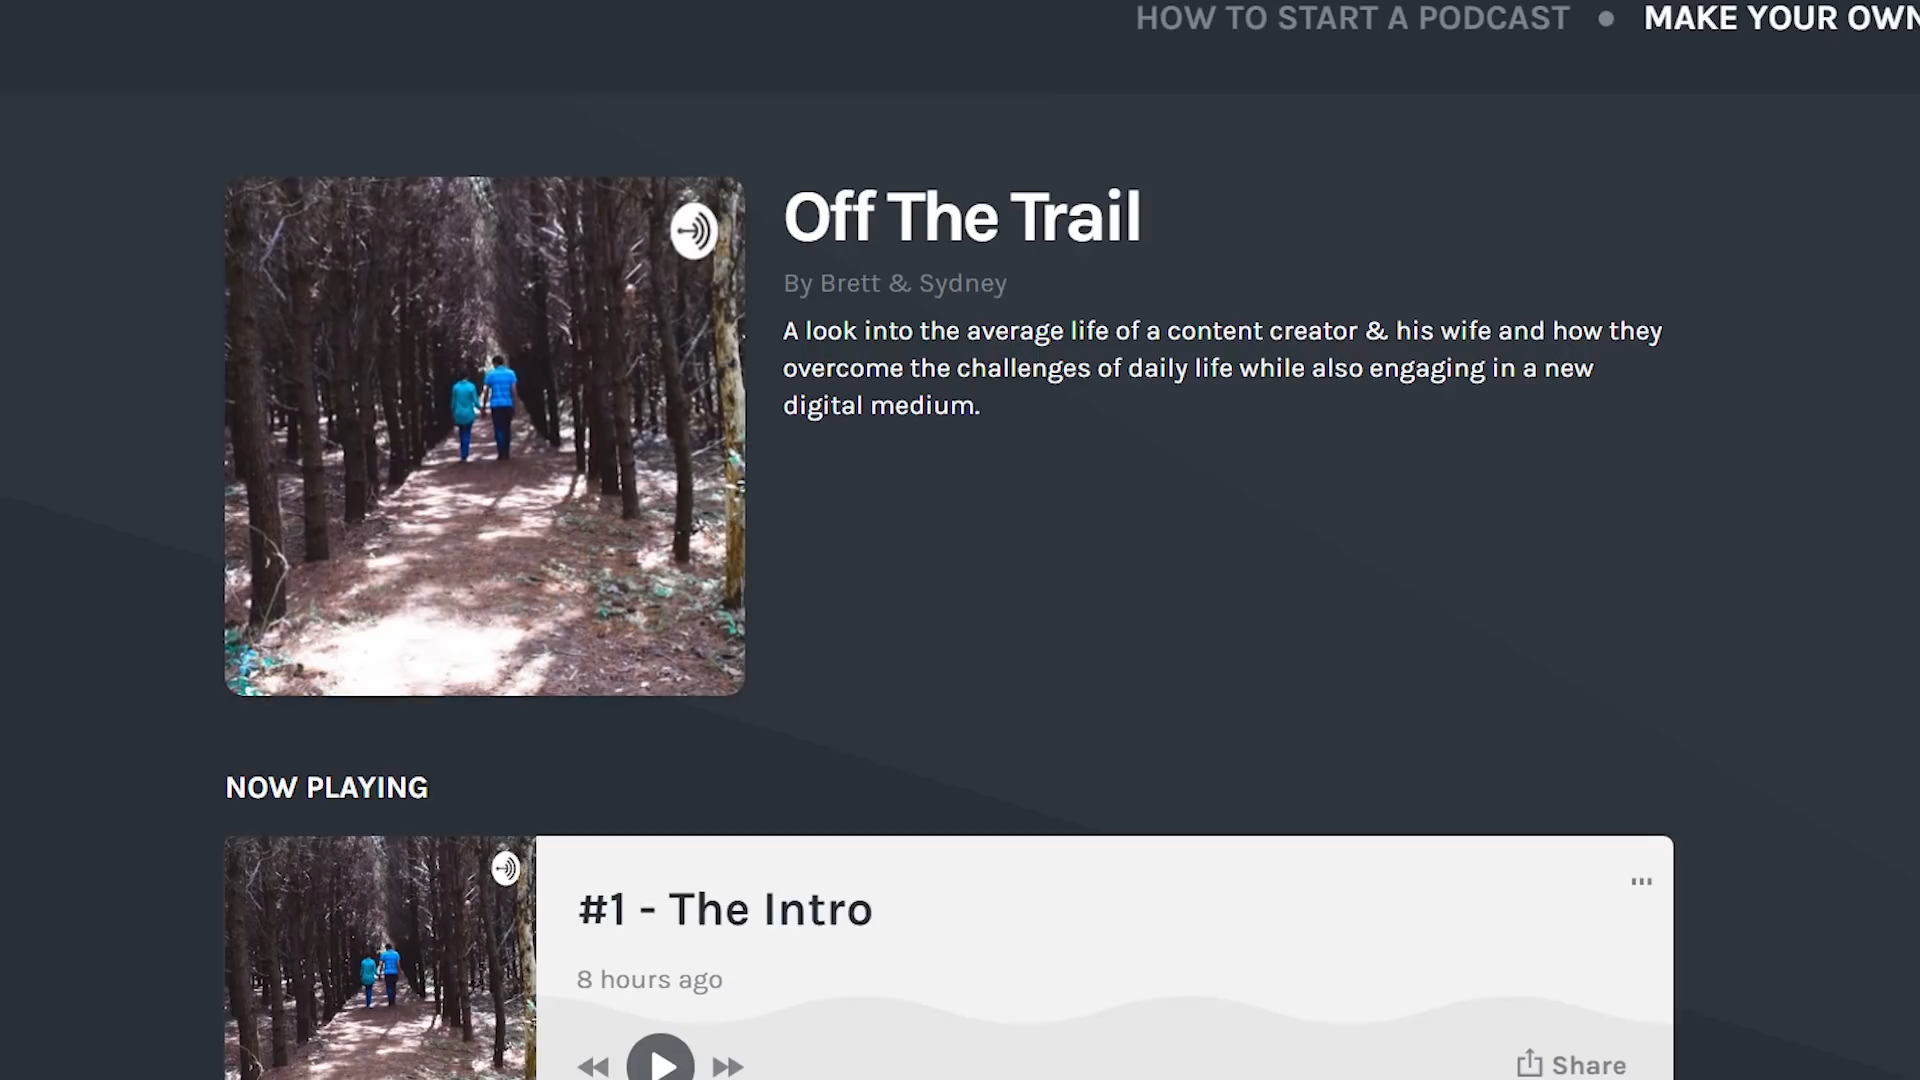 HOW TO START A PODCAST • MAKE YOUR OWN
Off The Trail
By Brett & Sydney
A look into the average life of a content creator & his wife and how they
overcome the challenges of daily life while also engaging in a new
digital medium.
NOW PLAYING
#1 - The Intro
8 hours ago
Share